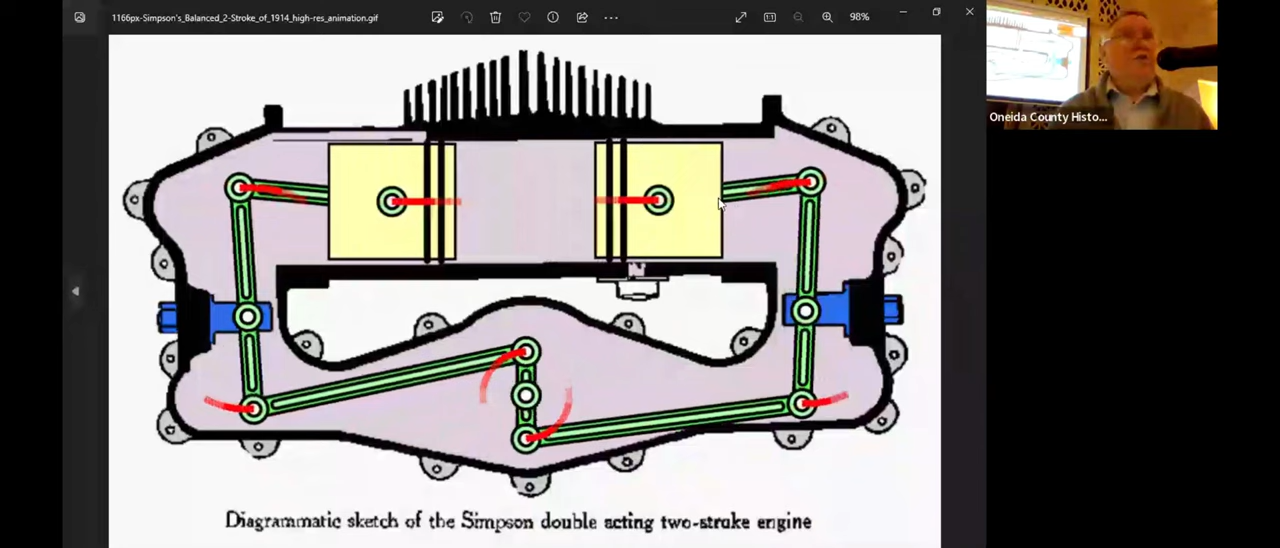 1166px-Simpson's_Balanced_2-Stroke_of_1914_high-res_animation.gif
98%
Oneida County Histo...
Diagrammatic sketch of the Simpson double acting two-stroke engine